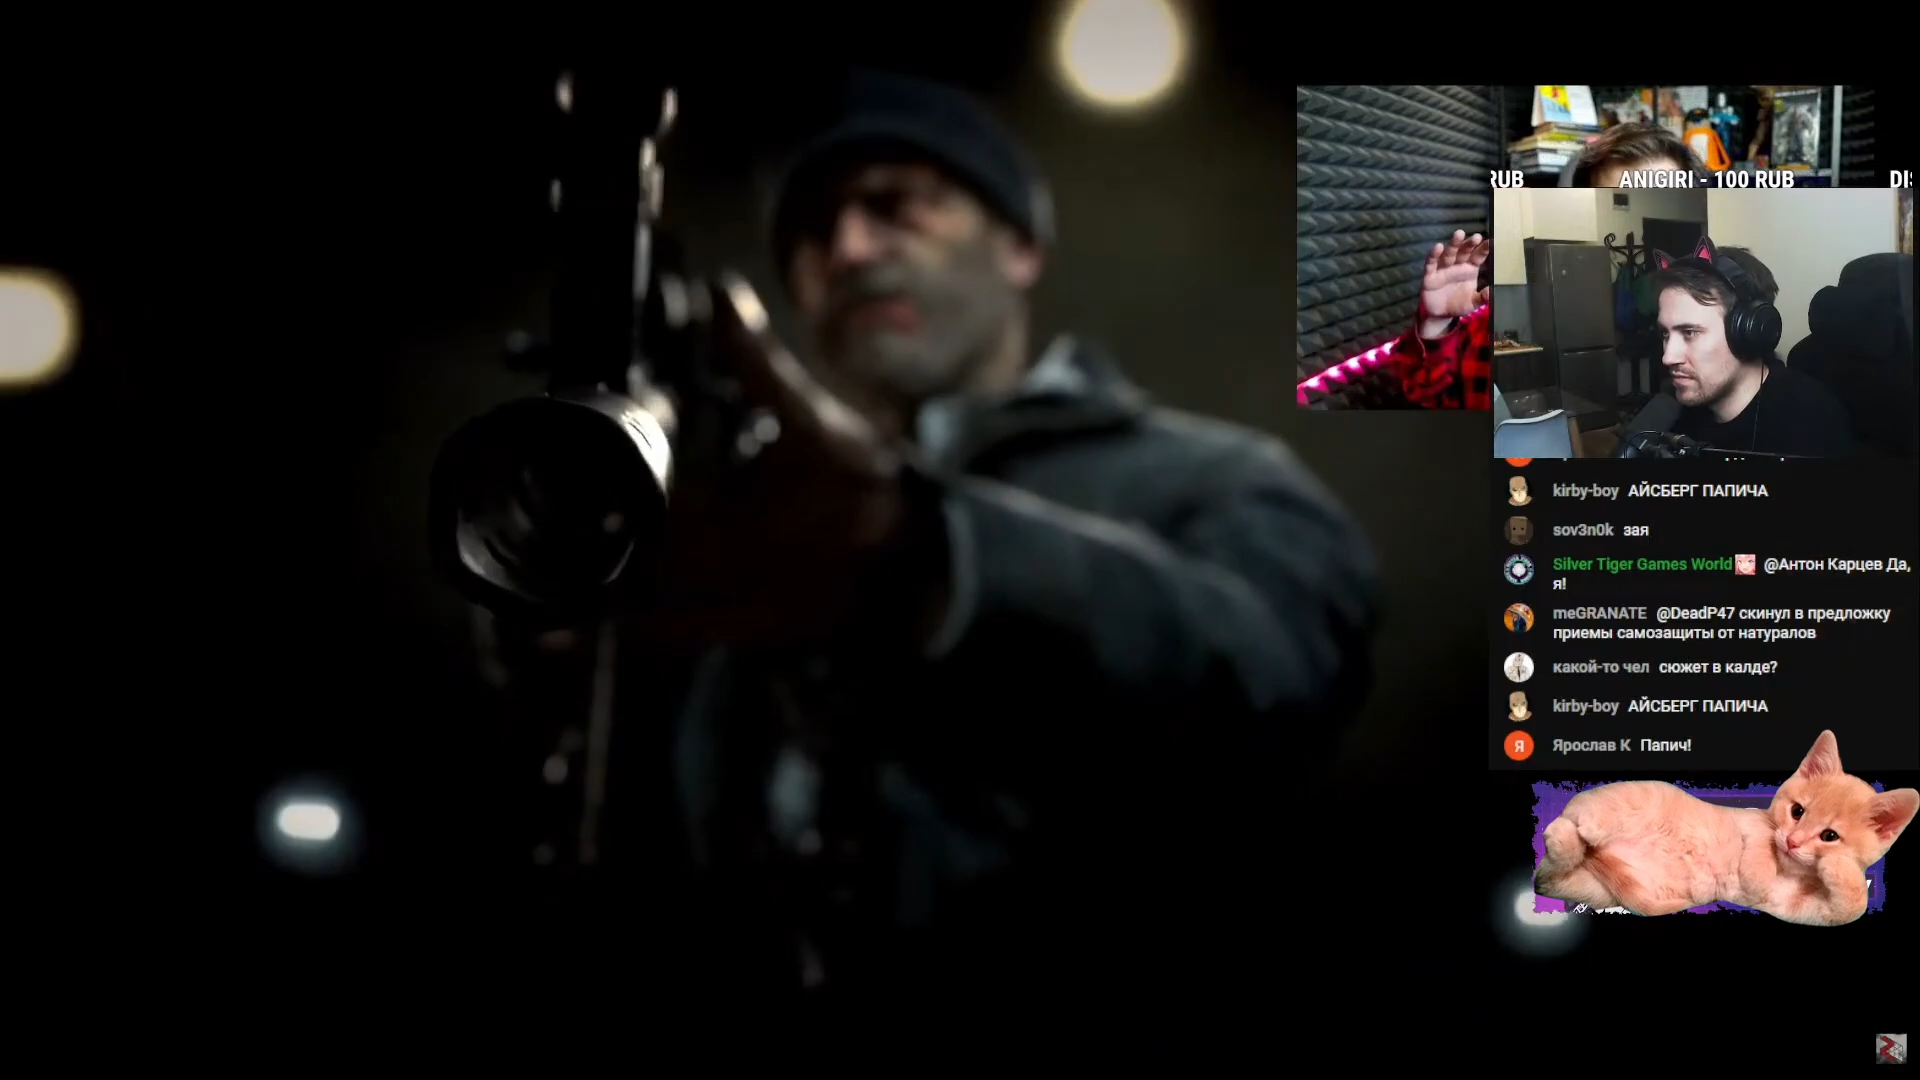 RUB ANIGIRI - 100 RUB
kirby-boy АЙСБЕРГ ПАПИЧА
sov3n0k зая
Silver Tiger Games World @Антон Карцев Да,
я!
meGRANATE @DeadP47 скинул в предложку
приемы самозащиты от натуралов
какой-то чел сюжет в калде?
kirby-boy АЙСБЕРГ ПАПИЧА
Я Ярослав К Папич!